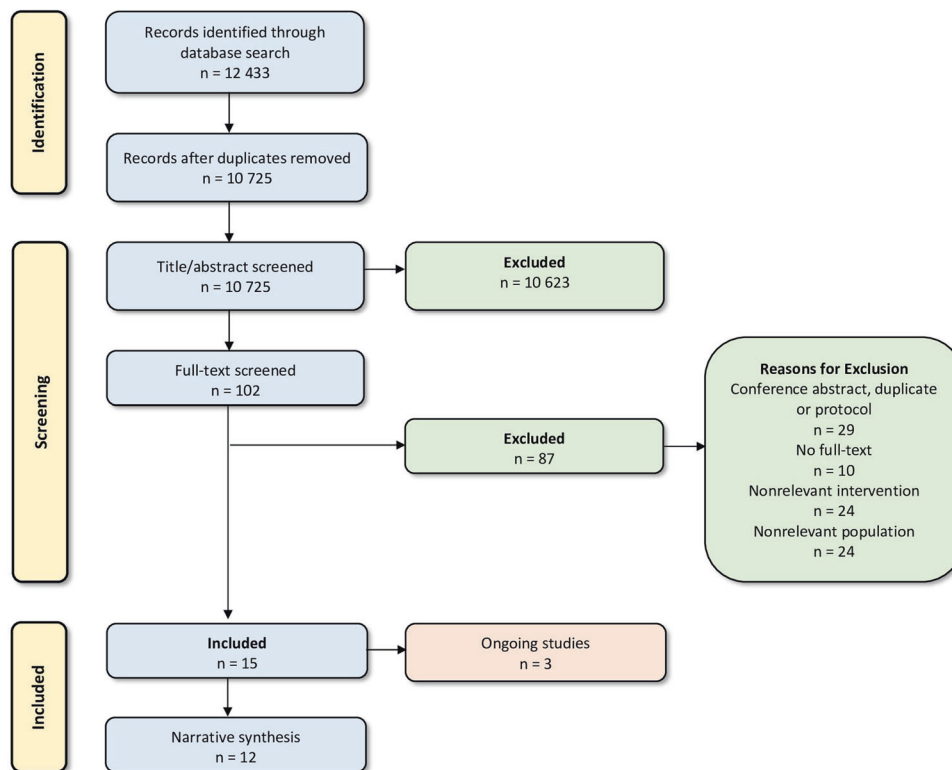 Identification
Records identified through
database search
n = 12 433
Records after duplicates removed
n = 10 725
Screening
Title/abstract screened
n = 10 725
Excluded
n = 10 623
Full-text screened
n = 102
Excluded
n = 87
Reasons for Exclusion
Conference abstract, duplicate
or protocol
n = 29
No full-text
n = 10
Nonrelevant intervention
n = 24
Nonrelevant population
n = 24
Included
Included
n = 15
Ongoing studies
n = 3
Narrative synthesis
n = 12